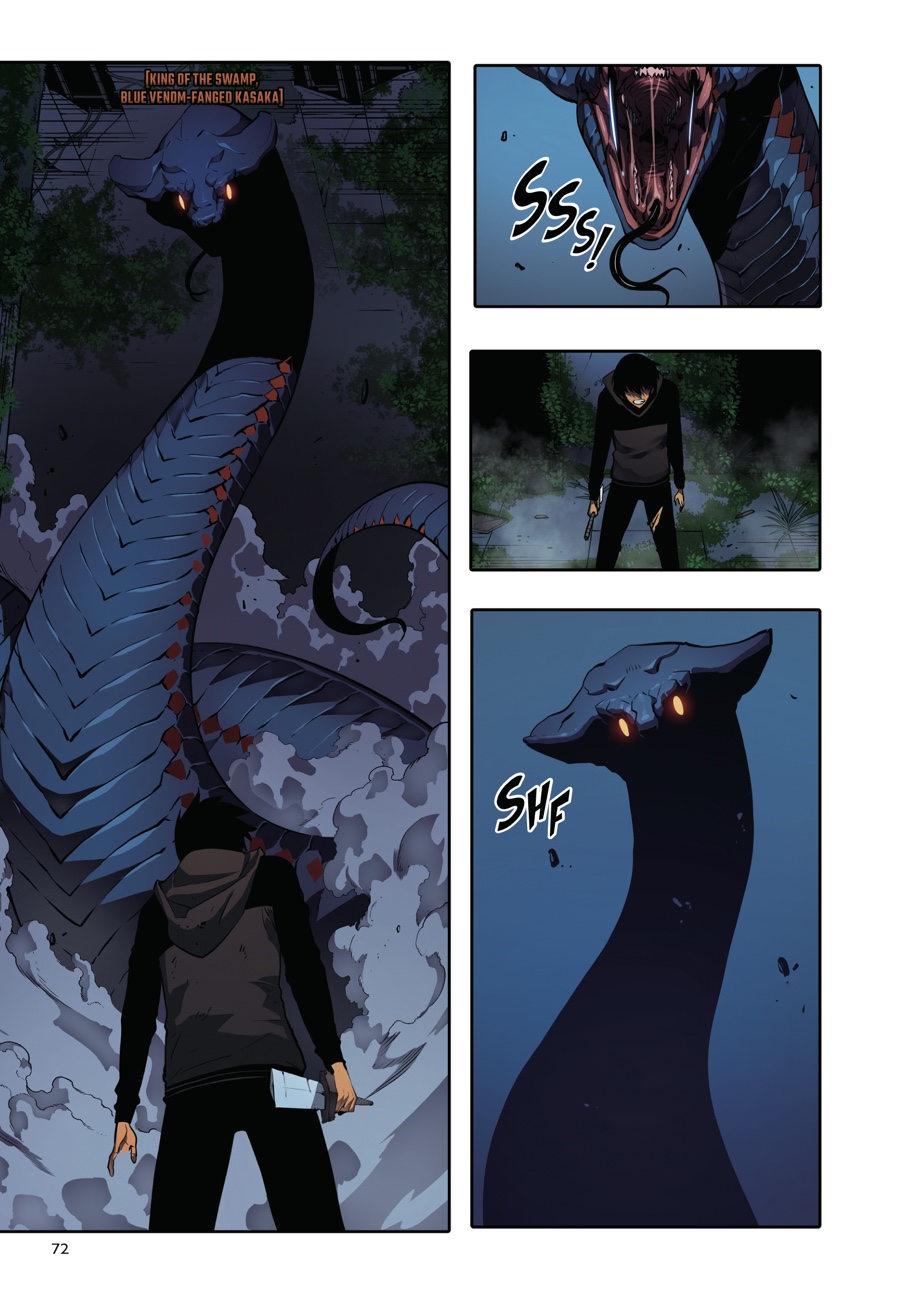 [KING OF THE SWAMP,
BLUE VENOM-FANGED KASAKA]
SSS!
SHF
72